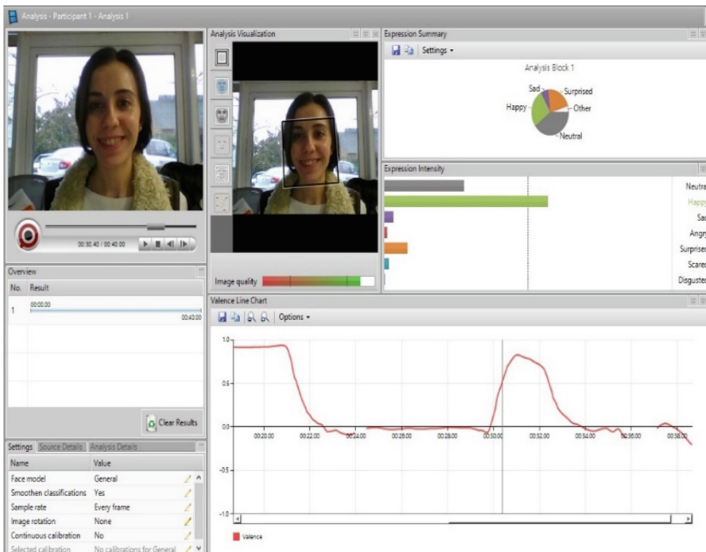 Analysis - Participant 1 - Analysis 1
Analysis Visualization
Expression Summary
Settings
Analysis Block 1
Sad
Surprised
Happy
Other
Neutral
Expression Intensity
Neutra
Happy
Sad
Angry
Surprised
Scared
Disgusted
00:30.40 / 00:40.00
Image quality
Overview
No. Result
1 00:00.00
00:40.00
Clear Results
Valence Line Chart
Options
1.0
0.5
0.0
-0.5
-1.0
00:20.00 00:22.00 00:24.00 00:26.00 00:28.00 00:30.00 00:32.00 00:34.00 00:36.00 00:38.00
Valence
Settings Source Details Analysis Details
Name Value
Face model General
Smoothen classifications Yes
Sample rate Every frame
Image rotation None
Continuous calibration No
Selected calibration No calibrations for General